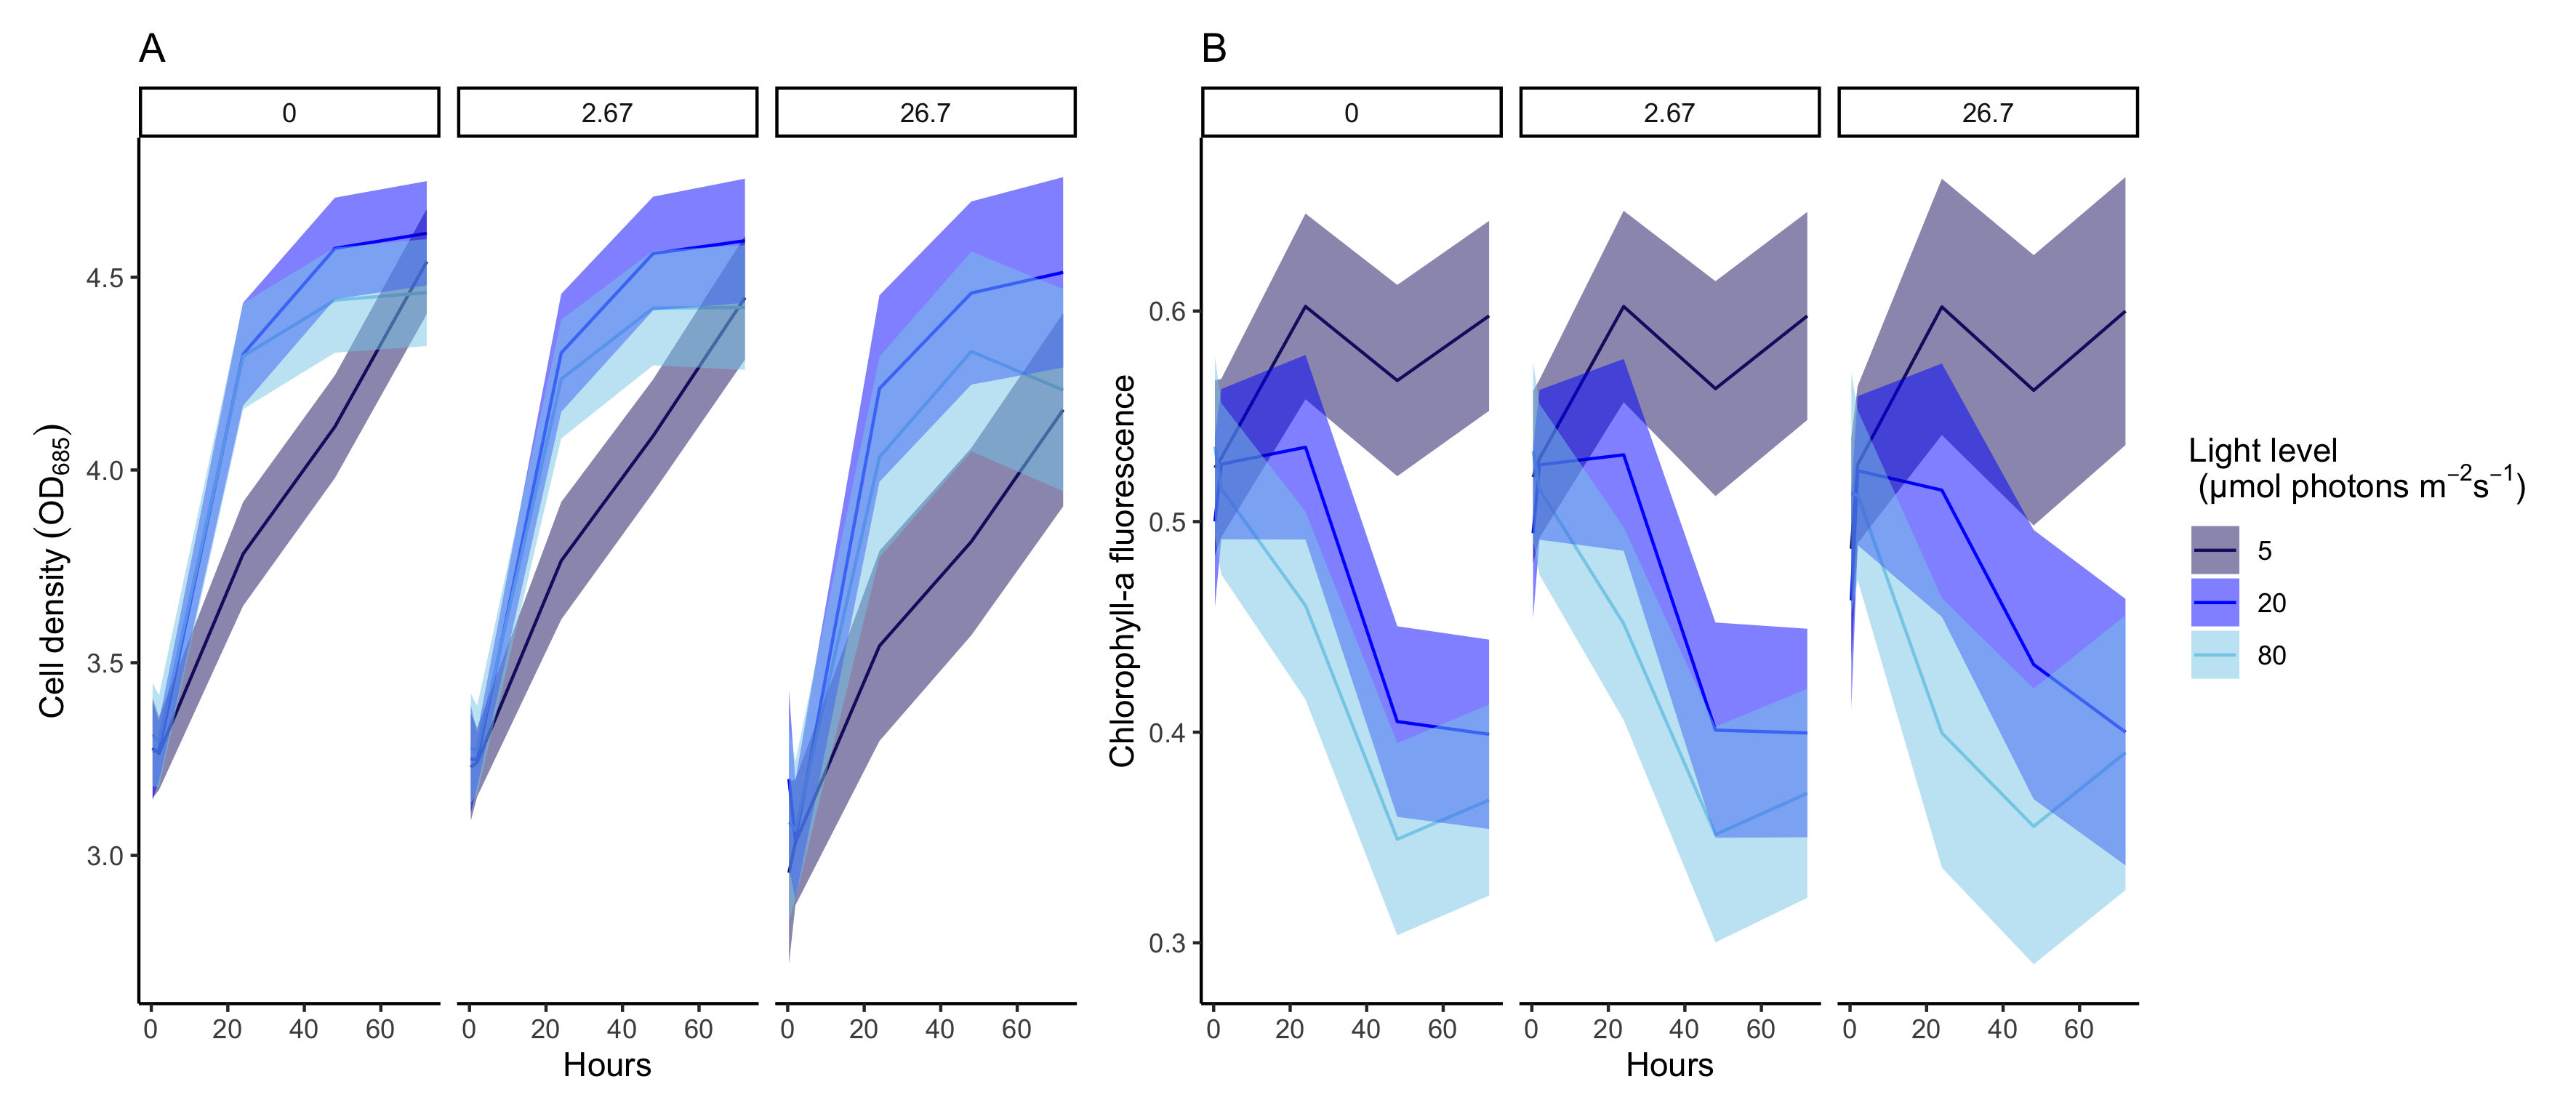 A
B
0
2.67
26.7
0
2.67
26.7
4.5
4.0
3.5
3.0
Cell density (OD₆₈₅)
0 20 40 60
0 20 40 60
0 20 40 60
Hours
0.6
0.5
0.4
0.3
Chlorophyll-a fluorescence
0 20 40 60
0 20 40 60
0 20 40 60
Hours
Light level
(µmol photons m⁻²s⁻¹)
5
20
80